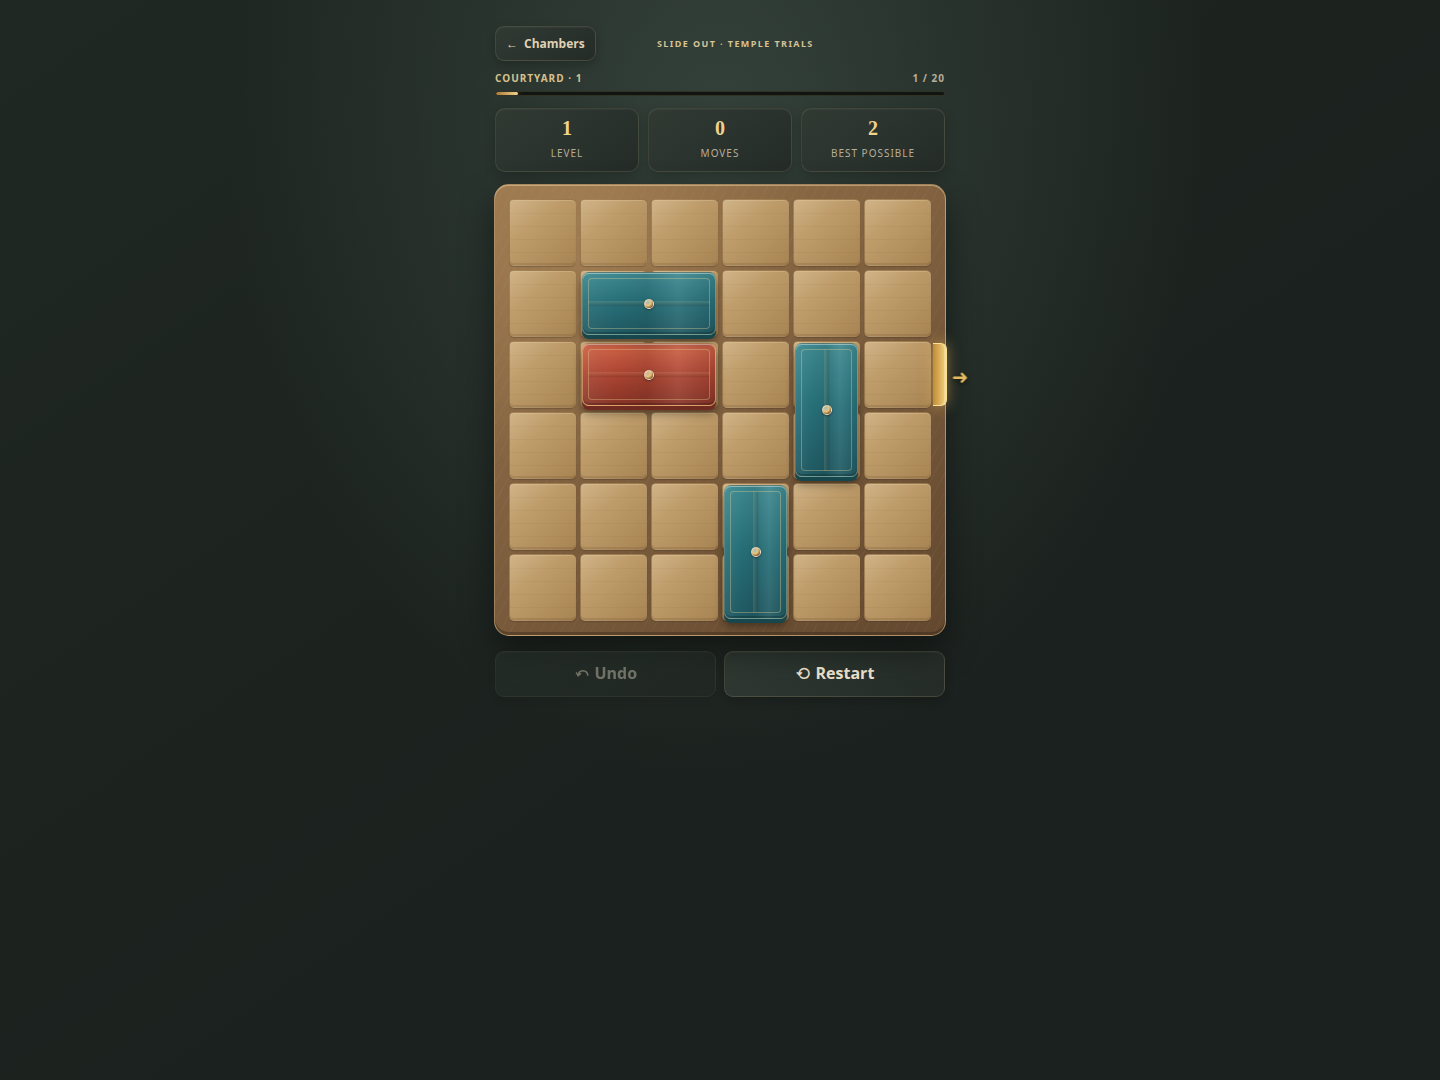 ← Chambers
SLIDE OUT · TEMPLE TRIALS
COURTYARD · 1
1 / 20
1
LEVEL
0
MOVES
2
BEST POSSIBLE
➜
↶ Undo
⟲ Restart